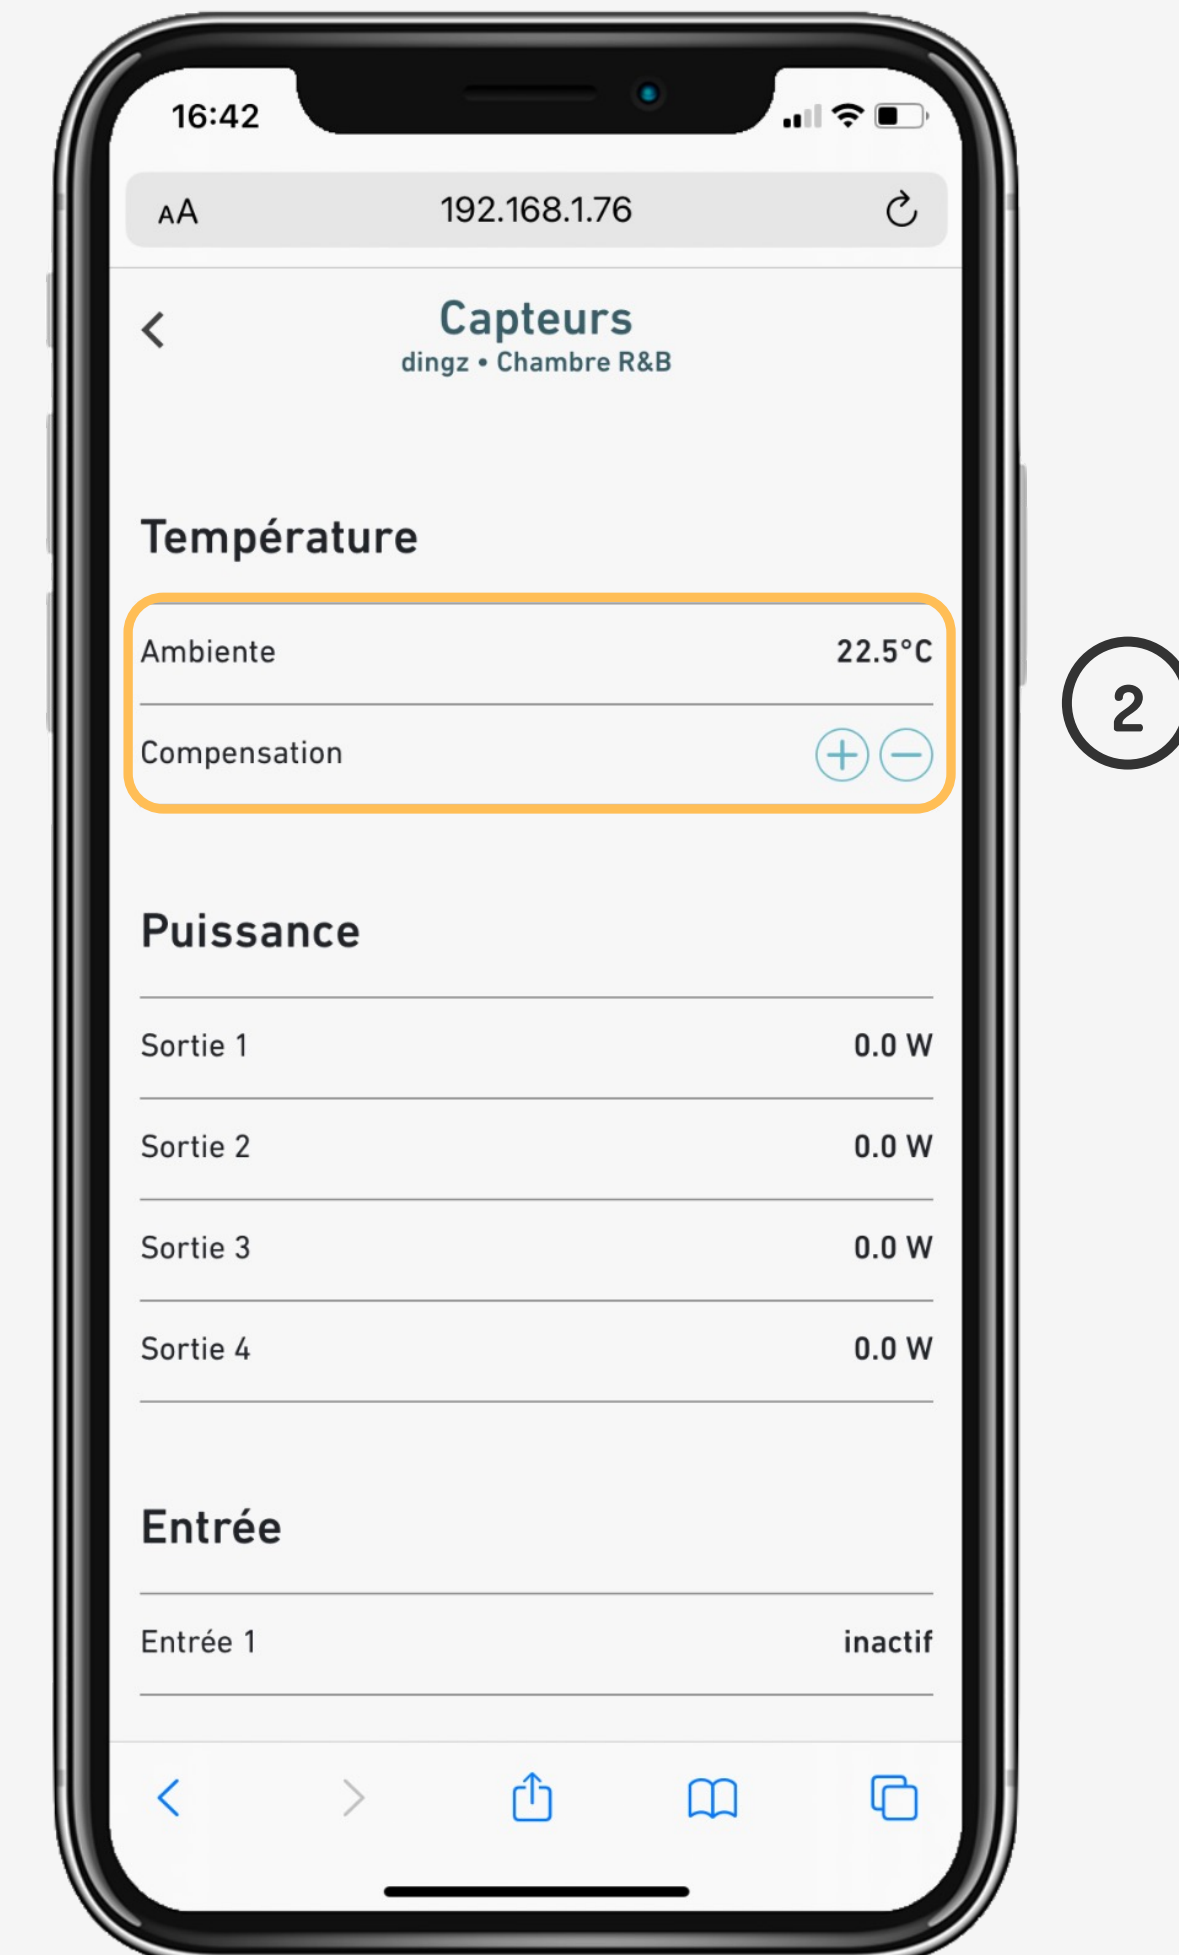 16:42
AA 192.168.1.76
Capteurs
dingz • Chambre R&B
Température
Ambiente 22.5°C
Compensation
2
Puissance
Sortie 1 0.0 W
Sortie 2 0.0 W
Sortie 3 0.0 W
Sortie 4 0.0 W
Entrée
Entrée 1 inactif